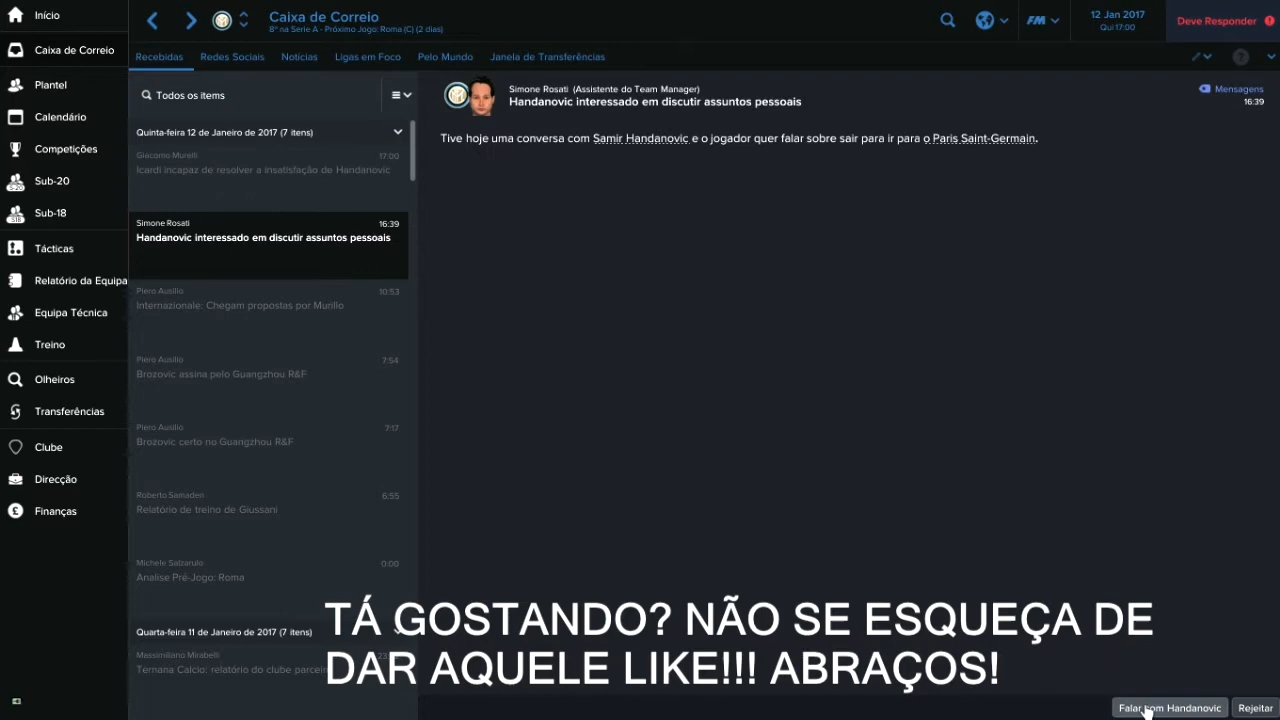 Início
Caixa de Correio
Plantel
Calendário
Competições
Sub-20
Sub-18
Tácticas
Relatório da Equipa
Equipa Técnica
Treino
Olheiros
Transferências
Clube
Direcção
Finanças
Caixa de Correio
8º na Serie A - Próximo Jogo: Roma (C) (2 dias)
FM
12 Jan 2017
Qui 17:00
Deve Responder
Recebidas Redes Sociais Notícias Ligas em Foco Pelo Mundo Janela de Transferências
Todos os items
Quinta-feira 12 de Janeiro de 2017 (7 itens)
Giacomo Murelli 17:00
Icardi incapaz de resolver a insatisfação de Handanovic
Simone Rosati 16:39
Handanovic interessado em discutir assuntos pessoais
Piero Ausilio 10:53
Internazionale: Chegam propostas por Murillo
Piero Ausilio 7:54
Brozovic assina pelo Guangzhou R&F
Piero Ausilio 7:17
Brozovic certo no Guangzhou R&F
Roberto Samaden 6:55
Relatório de treino de Giussani
Michele Salzarulo 0:00
Analise Pré-Jogo: Roma
Quarta-feira 11 de Janeiro de 2017 (7 itens)
Massimiliano Mirabelli
Ternana Calcio: relatório do clube
Simone Rosati (Assistente do Team Manager)
Handanovic interessado em discutir assuntos pessoais
Mensagens
16:39
Tive hoje uma conversa com Samir Handanovic e o jogador quer falar sobre sair para ir para o Paris Saint-Germain.
TÁ GOSTANDO? NÃO SE ESQUEÇA DE
DAR AQUELE LIKE!!! ABRAÇOS!
Falar com Handanovic
Rejeitar